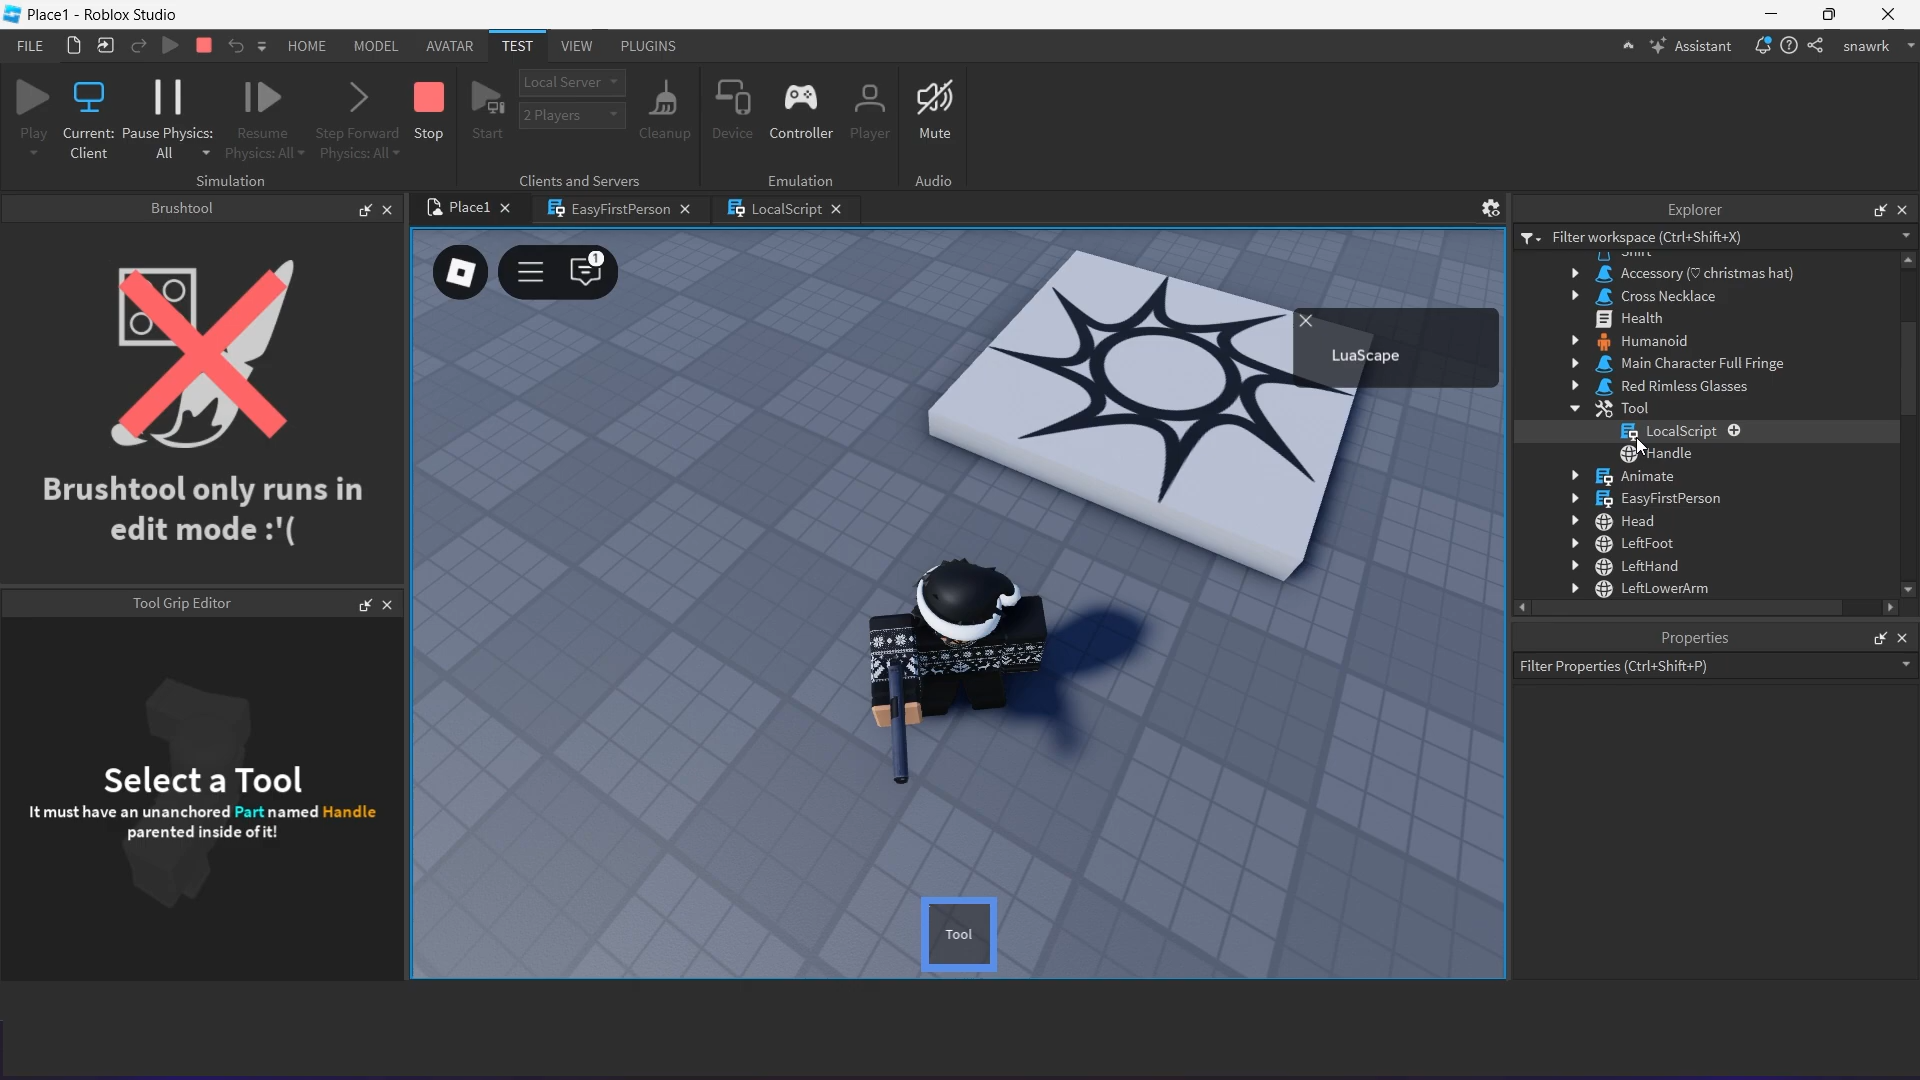 Place1 - Roblox Studio
FILE HOME MODEL AVATAR TEST VIEW PLUGINS Assistant snawrk
Play
Current:
Client
Pause Physics:
All
Resume
Physics: All
Step Forward
Physics: All
Stop
Simulation
Start
Local Server
2 Players
Cleanup
Clients and Servers
Device
Controller
Player
Emulation
Mute
Audio
Brushtool
Brushtool only runs in
edit mode :'(
Tool Grip Editor
Select a Tool
It must have an unanchored Part named Handle
parented inside of it!
Place1 EasyFirstPerson LocalScript
1
LuaScape
Tool
Explorer
Filter workspace (Ctrl+Shift+X)
Shirt
Accessory (♡ christmas hat)
Cross Necklace
Health
Humanoid
Main Character Full Fringe
Red Rimless Glasses
Tool
LocalScript
Handle
Animate
EasyFirstPerson
Head
LeftFoot
LeftHand
LeftLowerArm
Properties
Filter Properties (Ctrl+Shift+P)